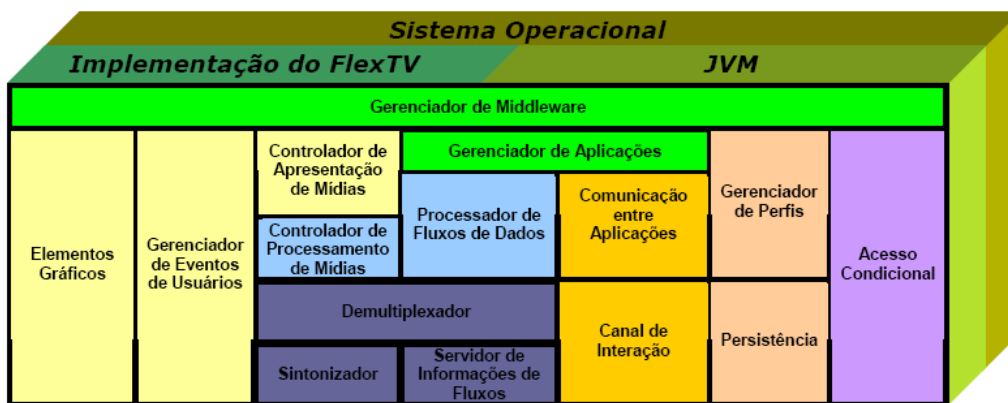 Sistema Operacional
Implementação do FlexTV
JVM
Gerenciador de Middleware
Elementos
Gráficos
Gerenciador
de Eventos
de Usuários
Controlador de
Apresentação
de Mídias
Controlador de
Processamento
de Mídias
Gerenciador de Aplicações
Processador de
Fluxos de Dados
Comunicação
entre
Aplicações
Gerenciador
de Perfis
Acesso
Condicional
Demultiplexador
Sintonizador
Servidor de
Informações de
Fluxos
Canal de
Interação
Persistência